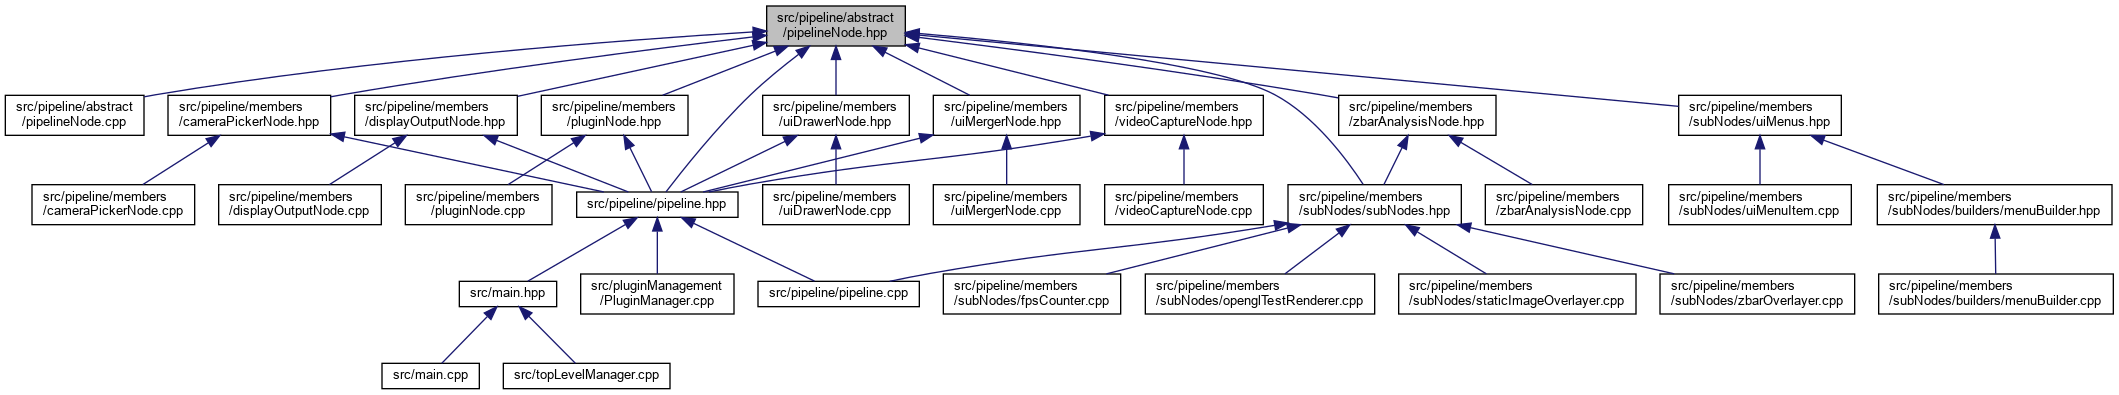 src/pipeline/abstract
/pipelineNode.hpp
src/pipeline/abstract
/pipelineNode.cpp
src/pipeline/members
/cameraPickerNode.hpp
src/pipeline/members
/displayOutputNode.hpp
src/pipeline/members
/pluginNode.hpp
src/pipeline/members
/uiDrawerNode.hpp
src/pipeline/members
/uiMergerNode.hpp
src/pipeline/members
/videoCaptureNode.hpp
src/pipeline/members
/zbarAnalysisNode.hpp
src/pipeline/members
/subNodes/uiMenus.hpp
src/pipeline/members
/cameraPickerNode.cpp
src/pipeline/members
/displayOutputNode.cpp
src/pipeline/members
/pluginNode.cpp
src/pipeline/pipeline.hpp
src/pipeline/members
/uiDrawerNode.cpp
src/pipeline/members
/uiMergerNode.cpp
src/pipeline/members
/videoCaptureNode.cpp
src/pipeline/members
/subNodes/subNodes.hpp
src/pipeline/members
/zbarAnalysisNode.cpp
src/pipeline/members
/subNodes/uiMenuItem.cpp
src/pipeline/members
/subNodes/builders/menuBuilder.hpp
src/main.hpp
src/pluginManagement
/PluginManager.cpp
src/pipeline/pipeline.cpp
src/pipeline/members
/subNodes/fpsCounter.cpp
src/pipeline/members
/subNodes/openglTestRenderer.cpp
src/pipeline/members
/subNodes/staticImageOverlayer.cpp
src/pipeline/members
/subNodes/zbarOverlayer.cpp
src/pipeline/members
/subNodes/builders/menuBuilder.cpp
src/main.cpp
src/topLevelManager.cpp